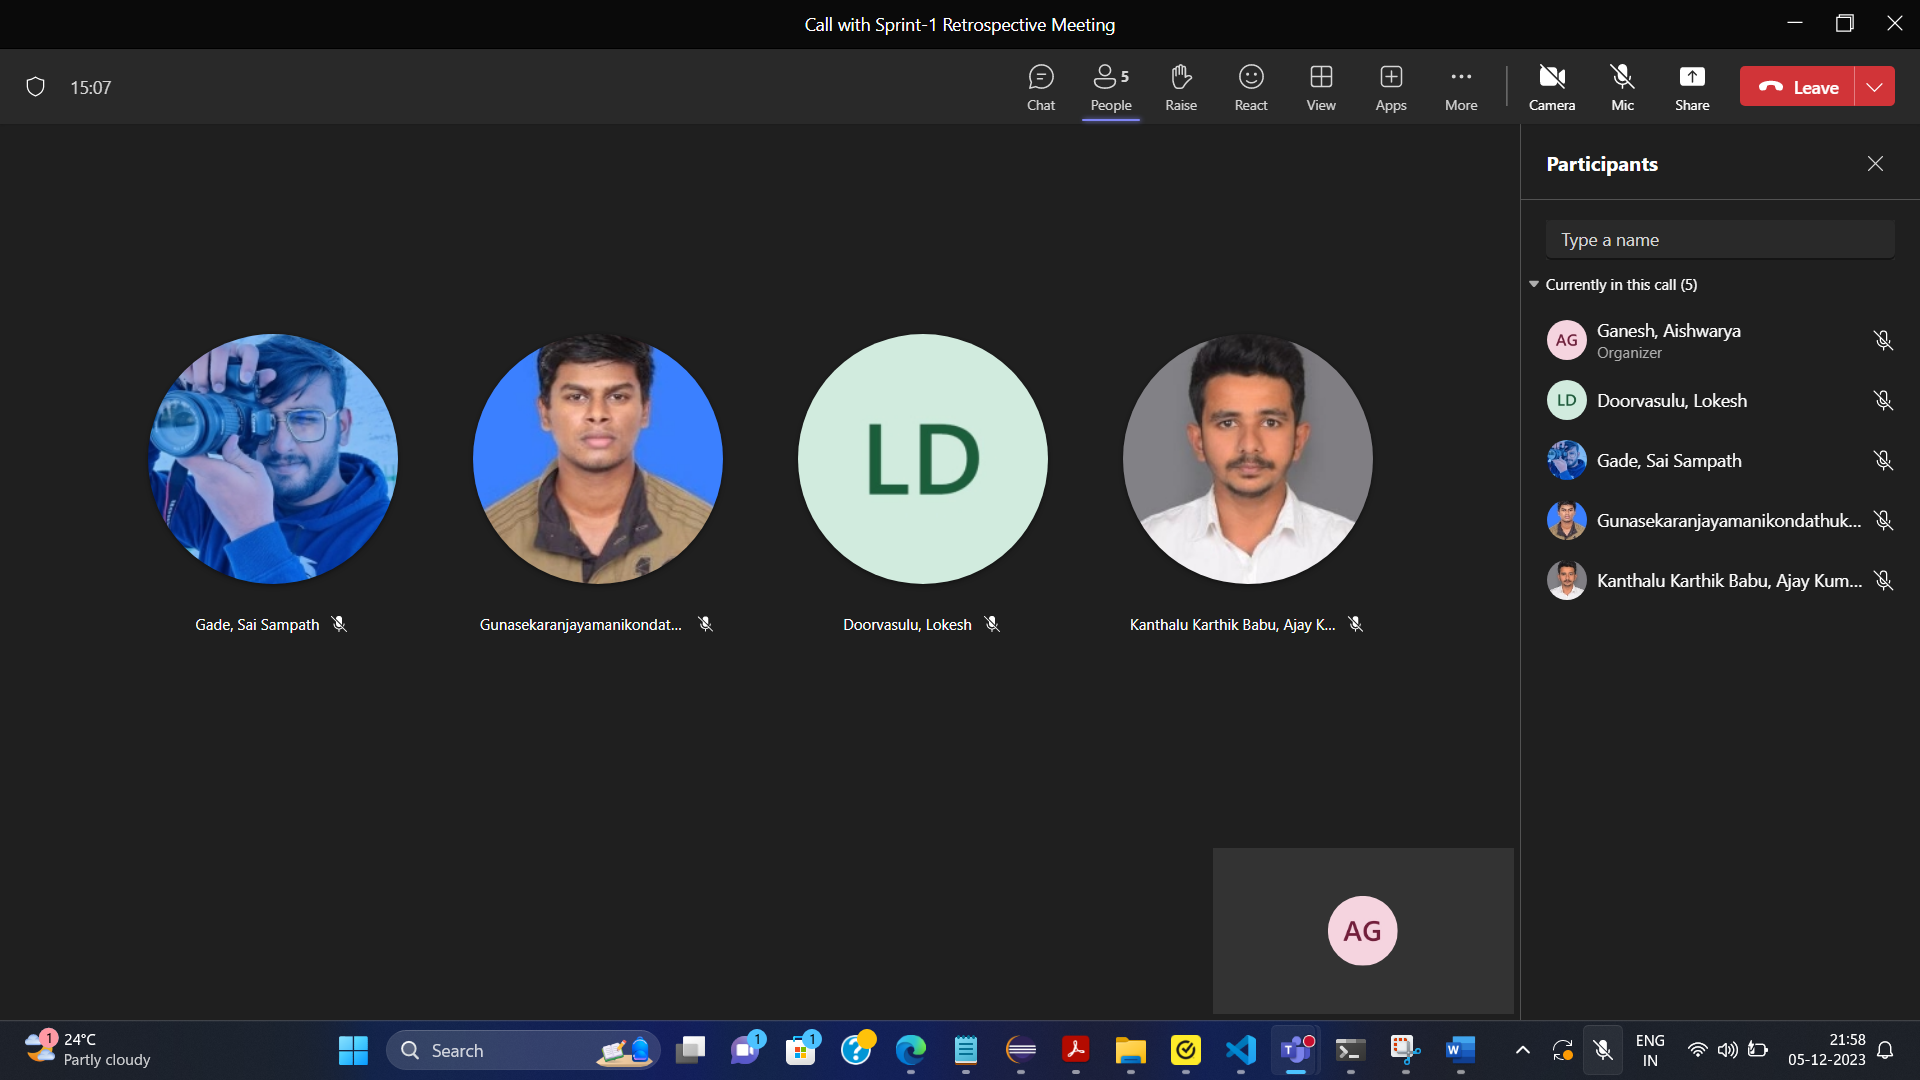 Call with Sprint-1 Retrospective Meeting
15:07
Chat
5
People
Raise
React
View
Apps
More
Camera
Mic
Share
Leave
Participants
Type a name
Currently in this call (5)
AG
Ganesh, Aishwarya
Organizer
LD
Doorvasulu, Lokesh
Gade, Sai Sampath
Gunasekaranjayamanikondathuk...
Kanthalu Karthik Babu, Ajay Kum...
LD
Gade, Sai Sampath
Gunasekaranjayamanikondat...
Doorvasulu, Lokesh
Kanthalu Karthik Babu, Ajay K...
AG
1
24°C
Partly cloudy
Search
1
1
ENG
IN
21:58
05-12-2023